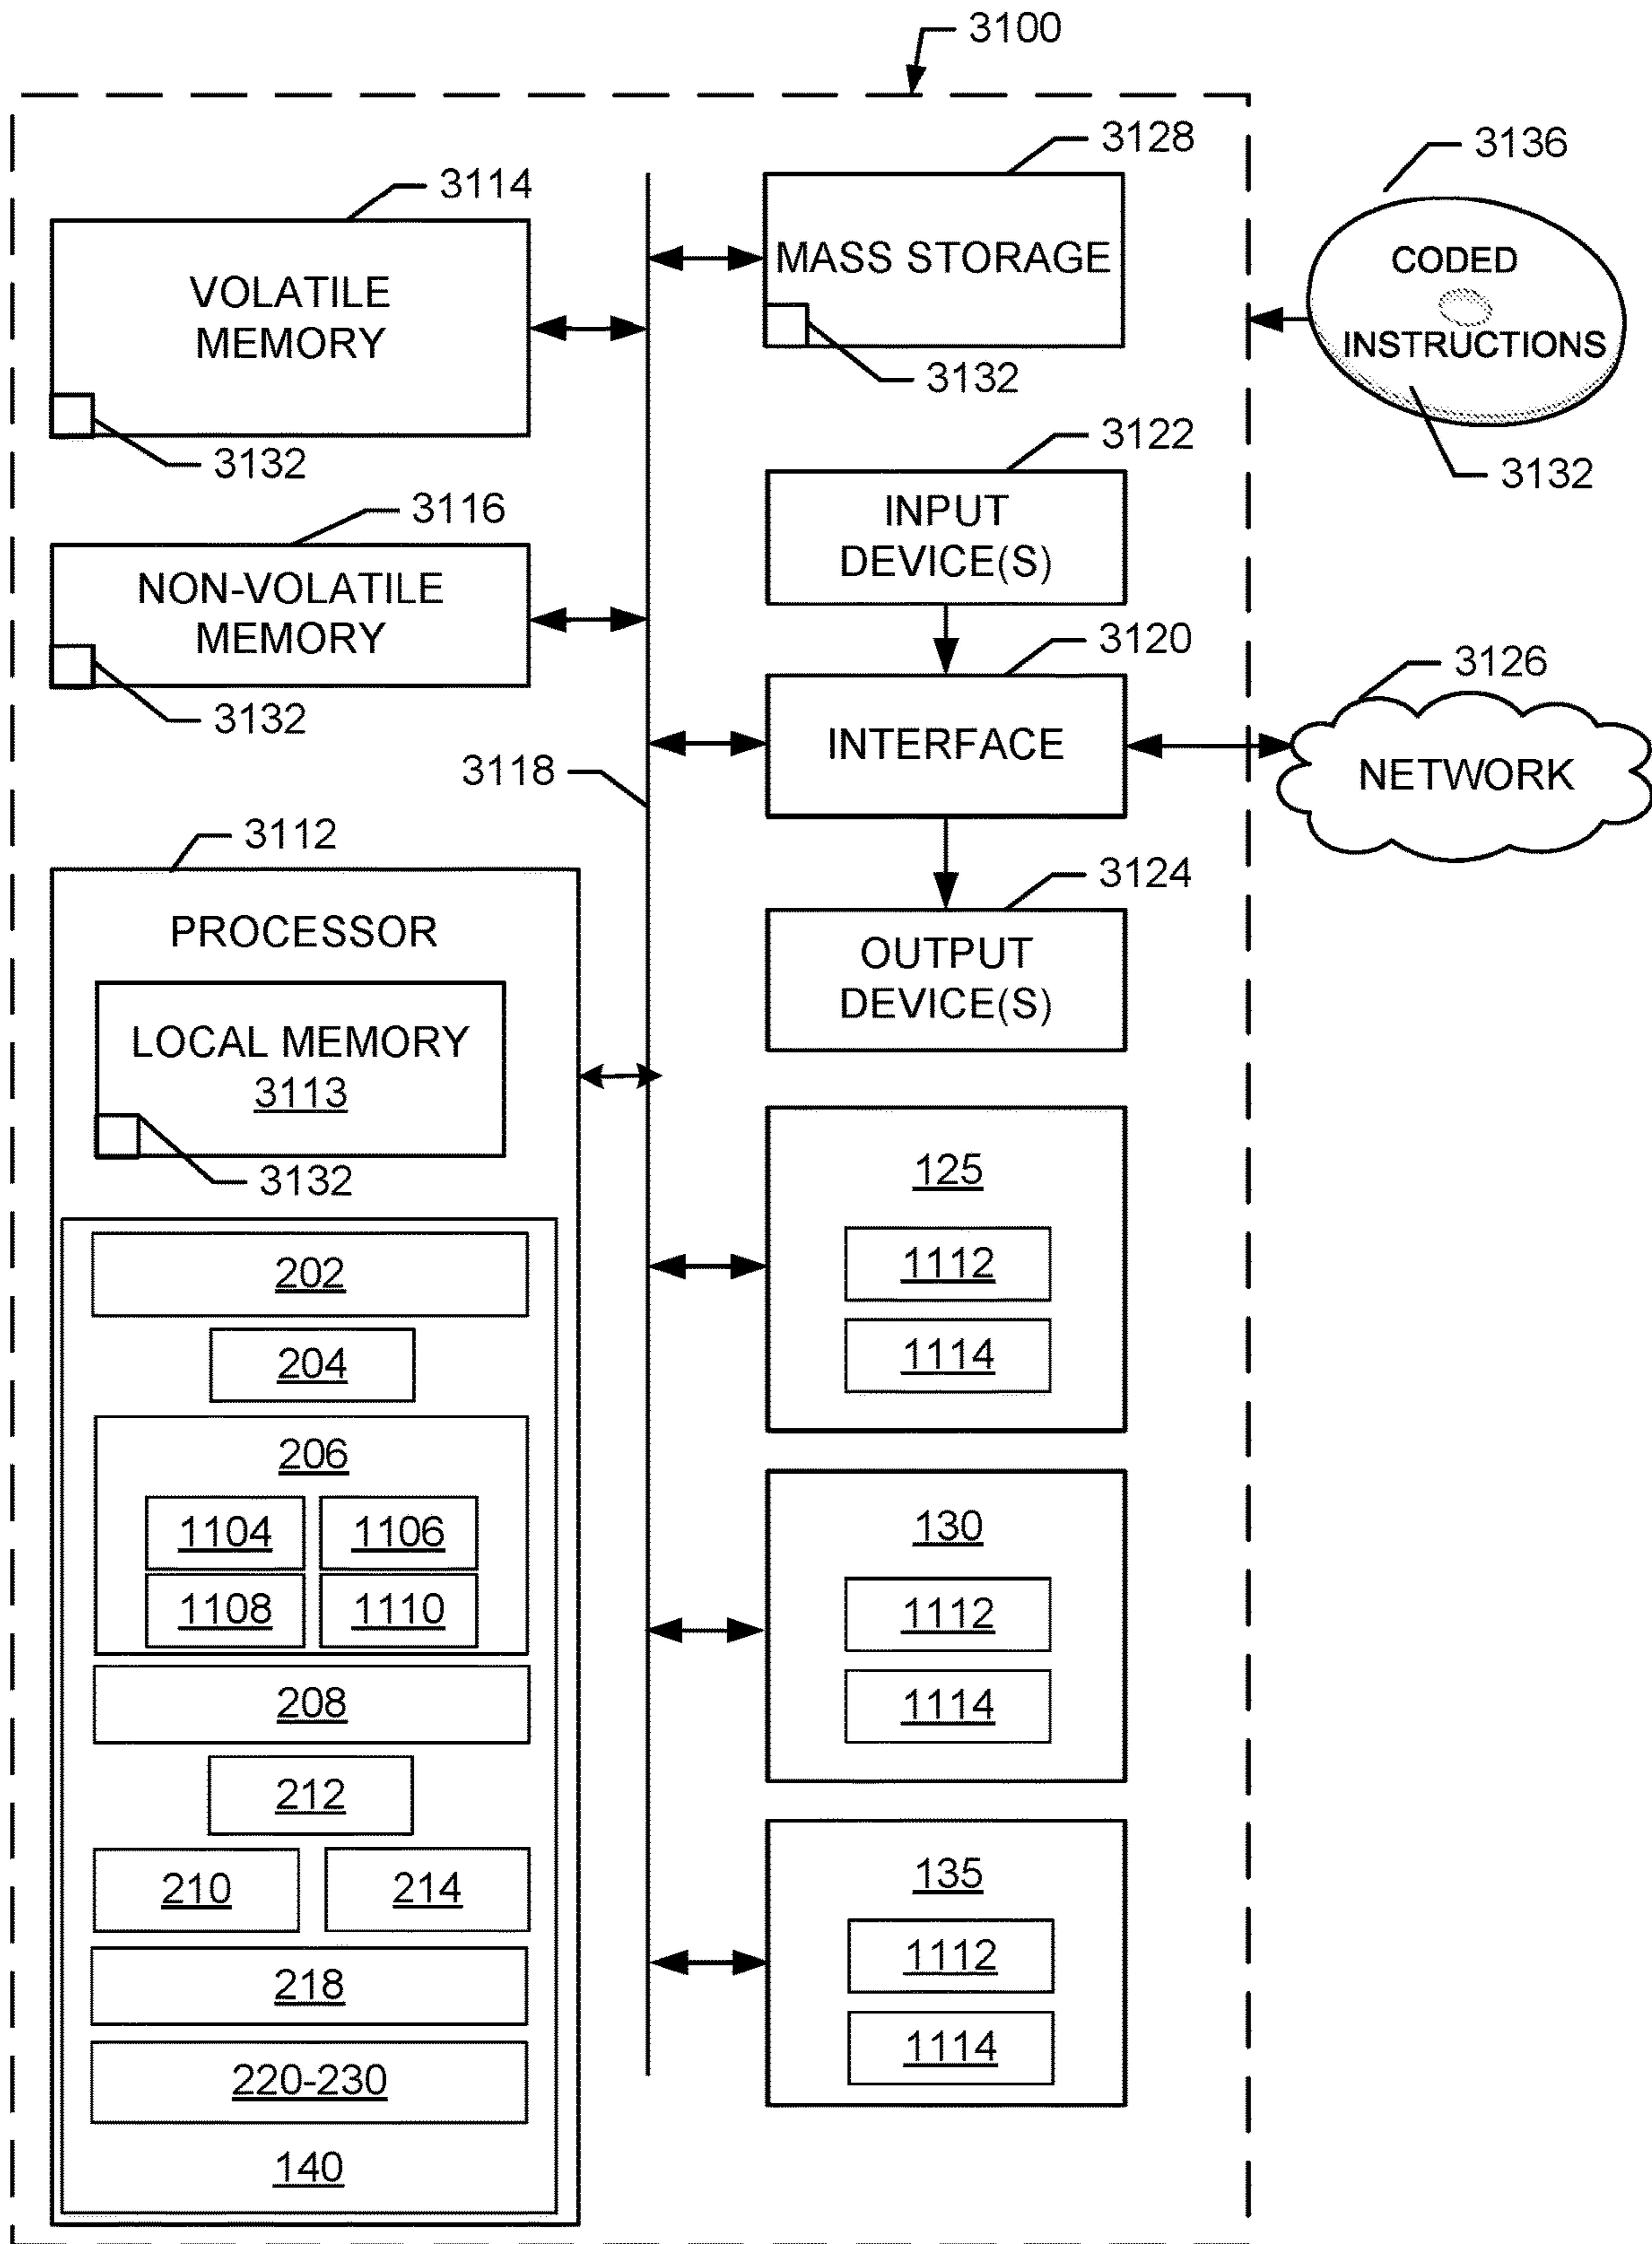 3100
3128
3136
3114
MASS STORAGE
CODED
INSTRUCTIONS
VOLATILE
MEMORY
3132
3132
3132
3122
3116
INPUT
DEVICE(S)
NON-VOLATILE
MEMORY
3132
3120
3126
INTERFACE
NETWORK
3118
3112
3124
PROCESSOR
OUTPUT
DEVICE(S)
LOCAL MEMORY
3113
3132
125
1112
1114
202
204
206
1104 1106
1108 1110
130
1112
1114
208
212
210 214
135
1112
1114
218
220-230
140